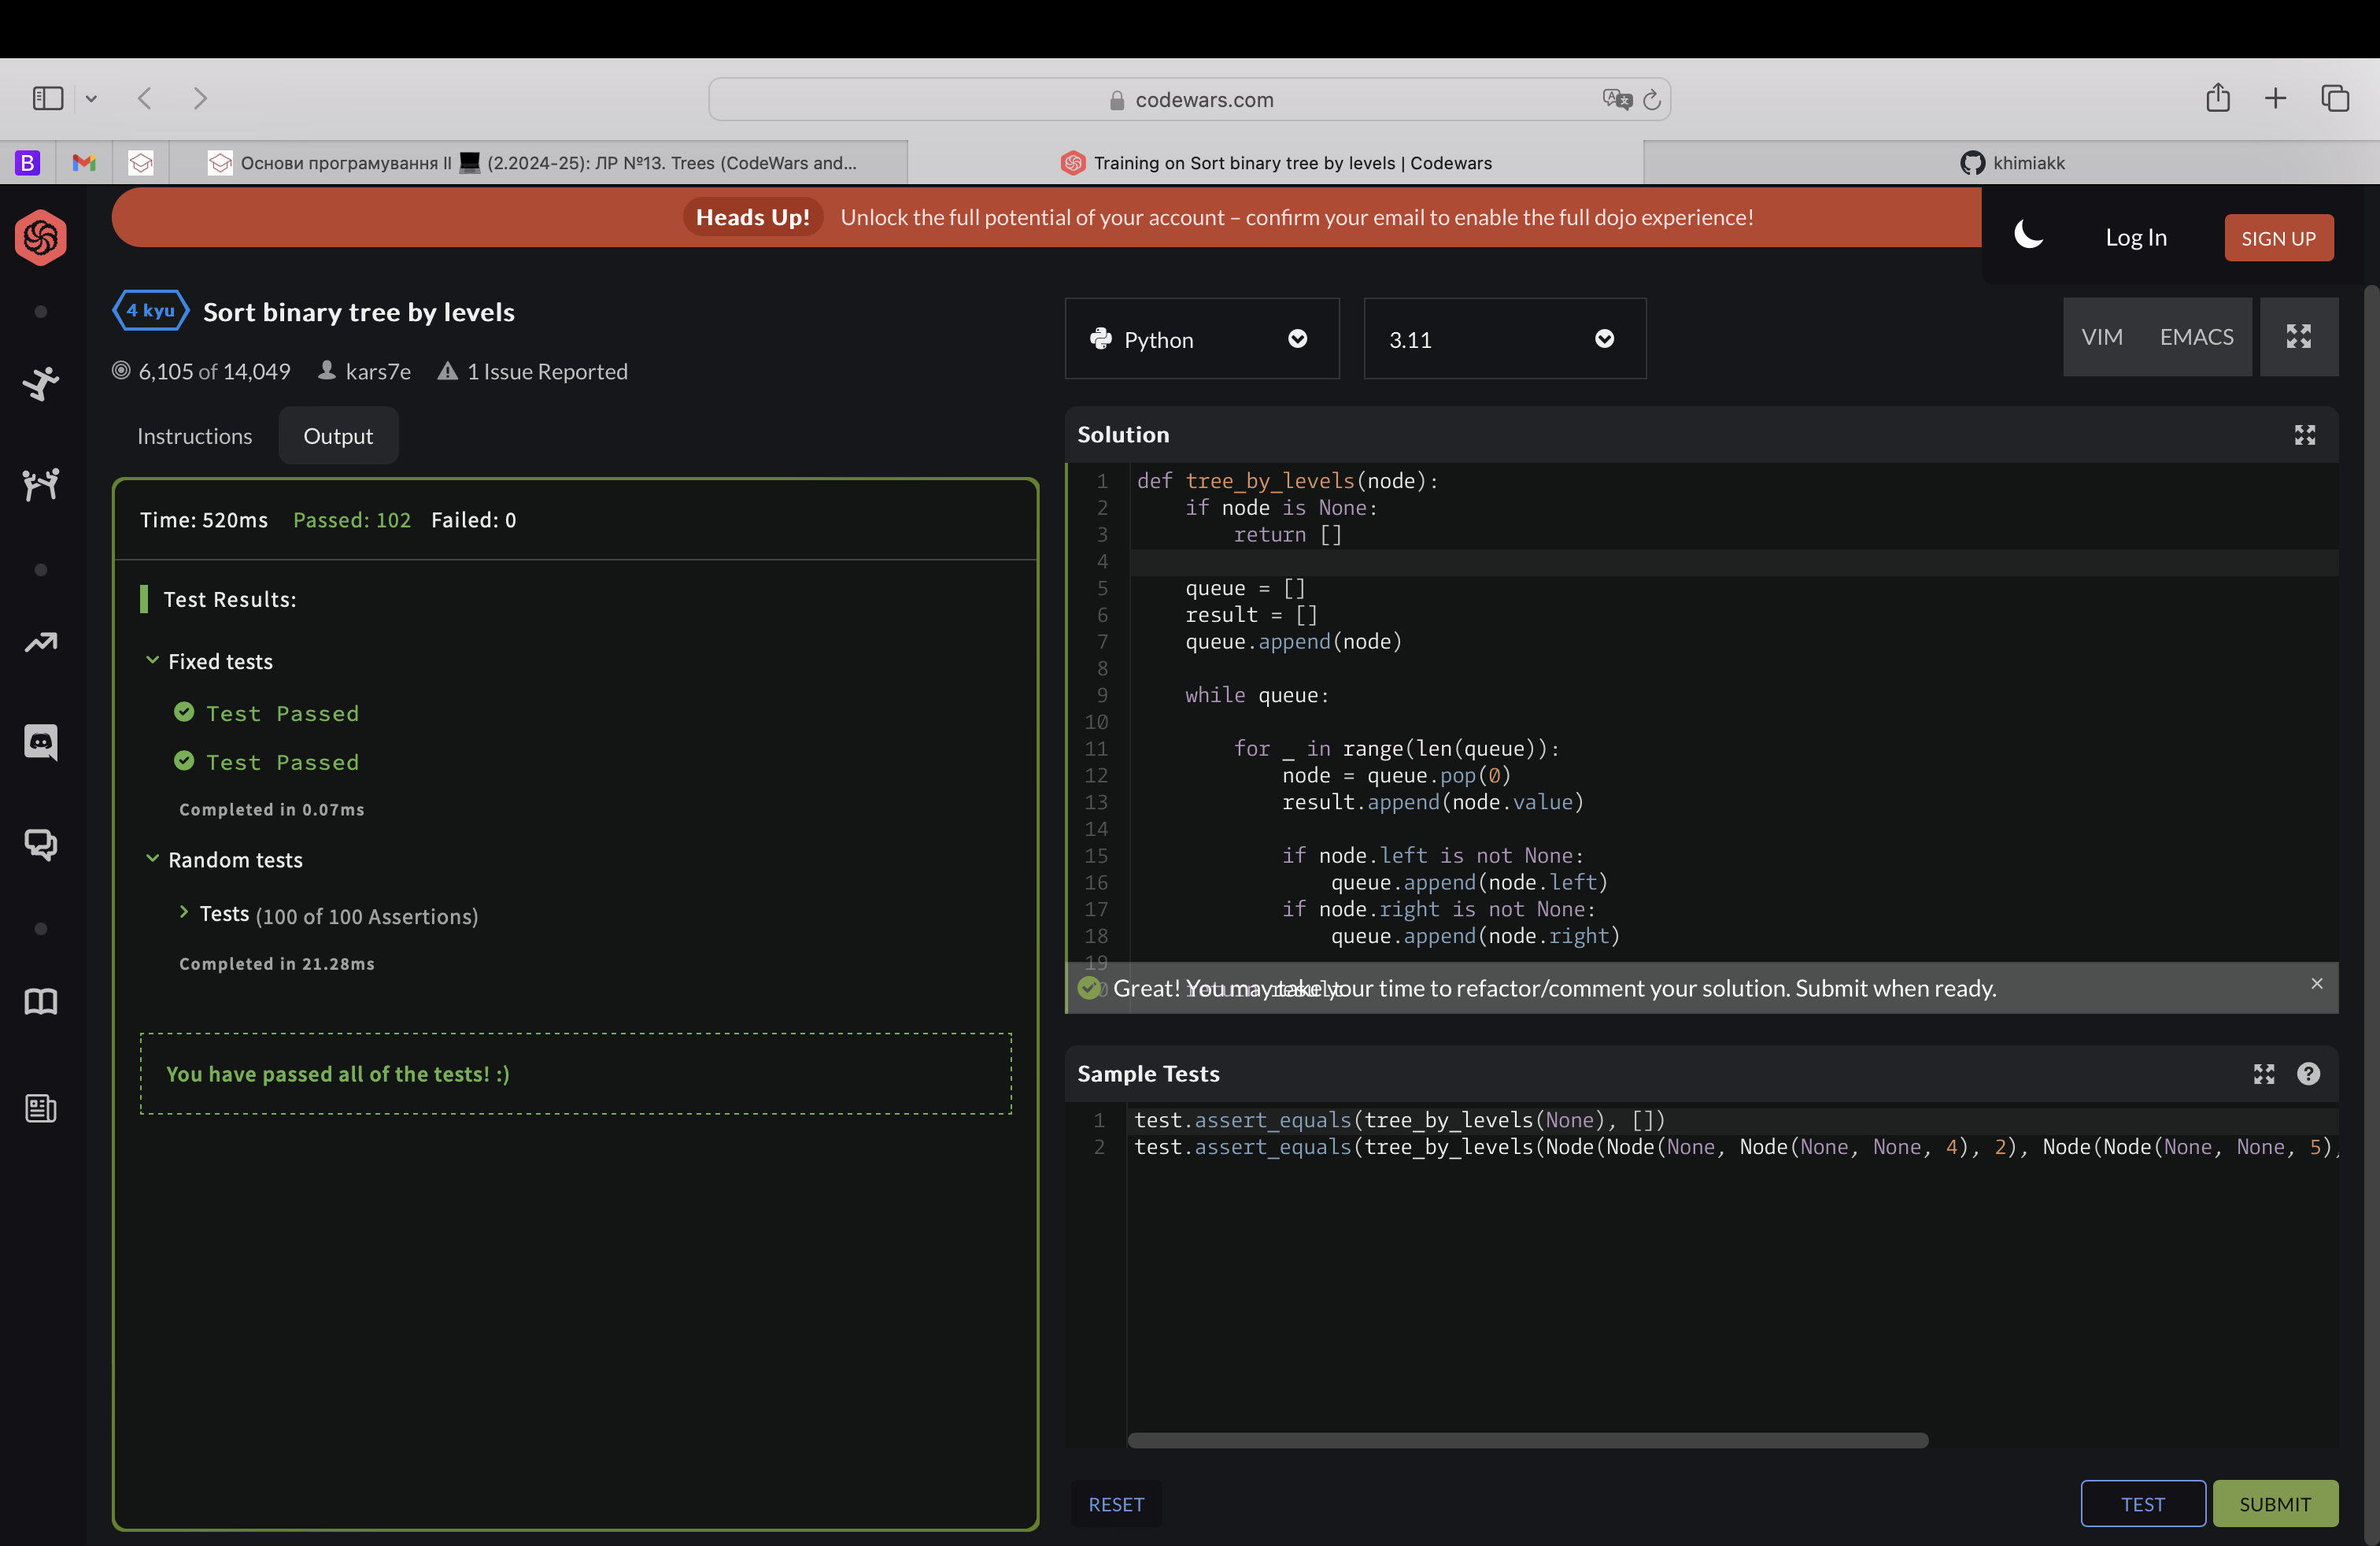 codewars.com
B
Основи програмування II 💻 (2.2024-25): ЛР №13. Trees (CodeWars and...
Training on Sort binary tree by levels | Codewars
khimiakk
Heads Up! Unlock the full potential of your account – confirm your email to enable the full dojo experience!
Log In
SIGN UP
4 kyu Sort binary tree by levels
6,105 of 14,049 kars7e 1 Issue Reported
Python
3.11
VIM EMACS
Instructions Output
Time: 520ms Passed: 102 Failed: 0
Test Results:
Fixed tests
Test Passed
Test Passed
Completed in 0.07ms
Random tests
Tests (100 of 100 Assertions)
Completed in 21.28ms
You have passed all of the tests! :)
Solution
1 def tree_by_levels(node):
2     if node is None:
3         return []
4
5     queue = []
6     result = []
7     queue.append(node)
8
9     while queue:
10
11         for _ in range(len(queue)):
12             node = queue.pop(0)
13             result.append(node.value)
14
15             if node.left is not None:
16                 queue.append(node.left)
17             if node.right is not None:
18                 queue.append(node.right)
19
return result
Great! You may take your time to refactor/comment your solution. Submit when ready.
×
Sample Tests
?
1 test.assert_equals(tree_by_levels(None), [])
2 test.assert_equals(tree_by_levels(Node(Node(None, Node(None, None, 4), 2), Node(Node(None, None, 5),
RESET
TEST
SUBMIT